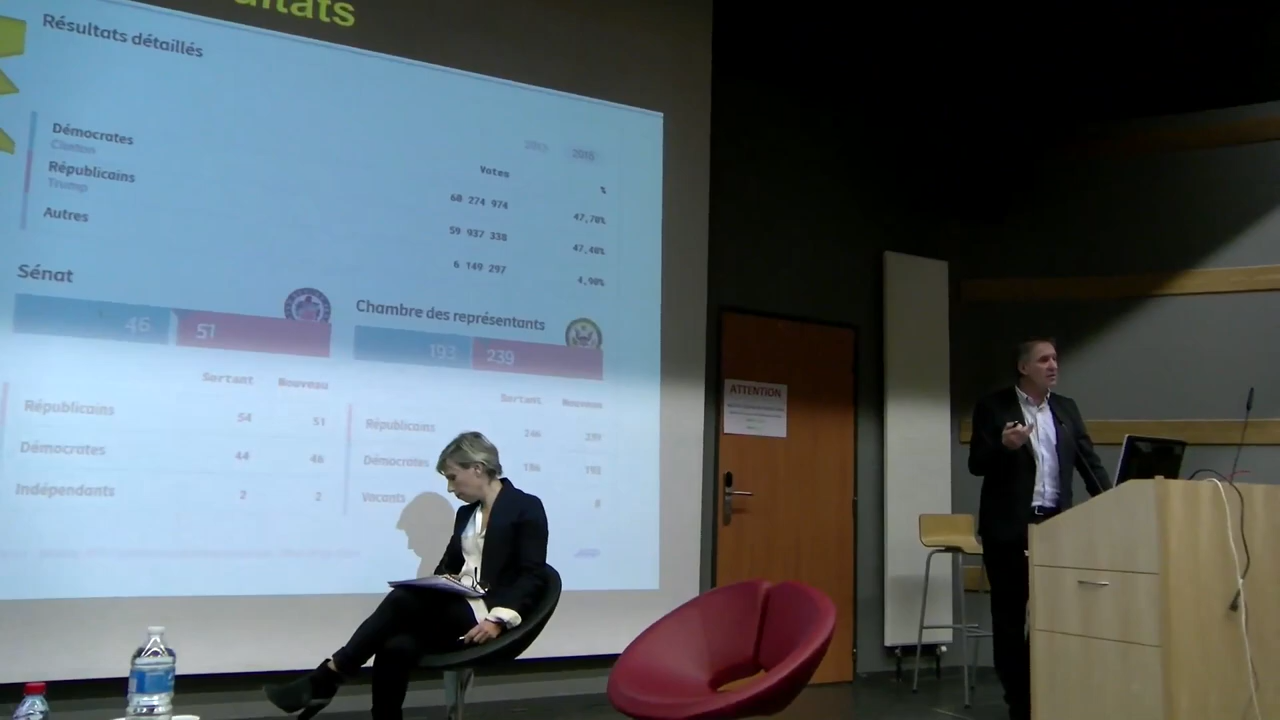 ultats
Résultats détaillés
Démocrates
Clinton
Républicains
Trump
Autres
Votes
%
60 274 974
47,70%
59 937 338
47,40%
6 149 297
4,90%
Sénat
46 51
Chambre des représentants
193 239
Sortant Nouveau
Républicains 54 51
Démocrates 44 46
Indépendants 2 2
Sortant Nouveau
Républicains 246 239
Démocrates 186 193
Vacants
ATTENTION